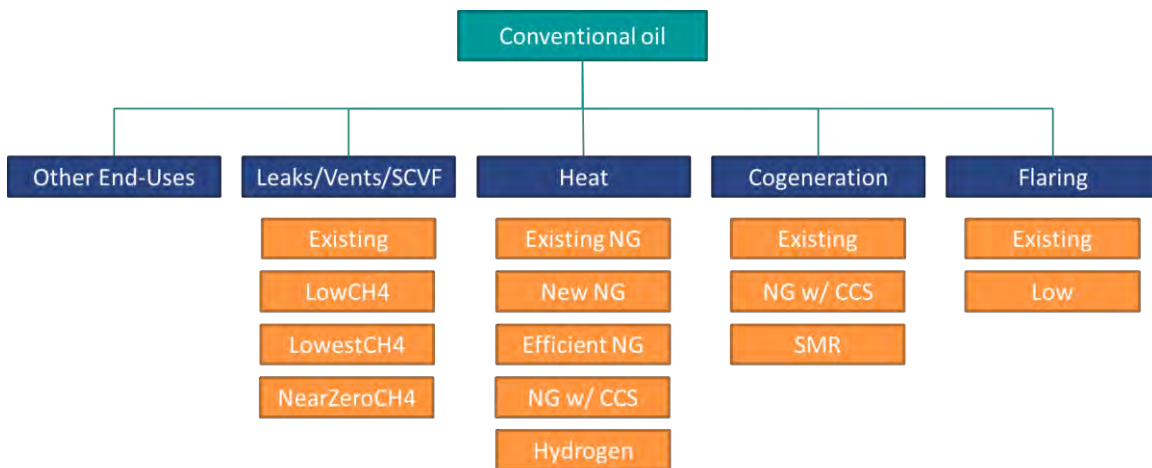 Conventional oil
Other End-Uses
Leaks/Vents/SCVF
Heat
Cogeneration
Flaring
Existing
LowCH4
LowestCH4
NearZeroCH4
Existing NG
New NG
Efficient NG
NG w/ CCS
Hydrogen
Existing
NG w/ CCS
SMR
Existing
Low